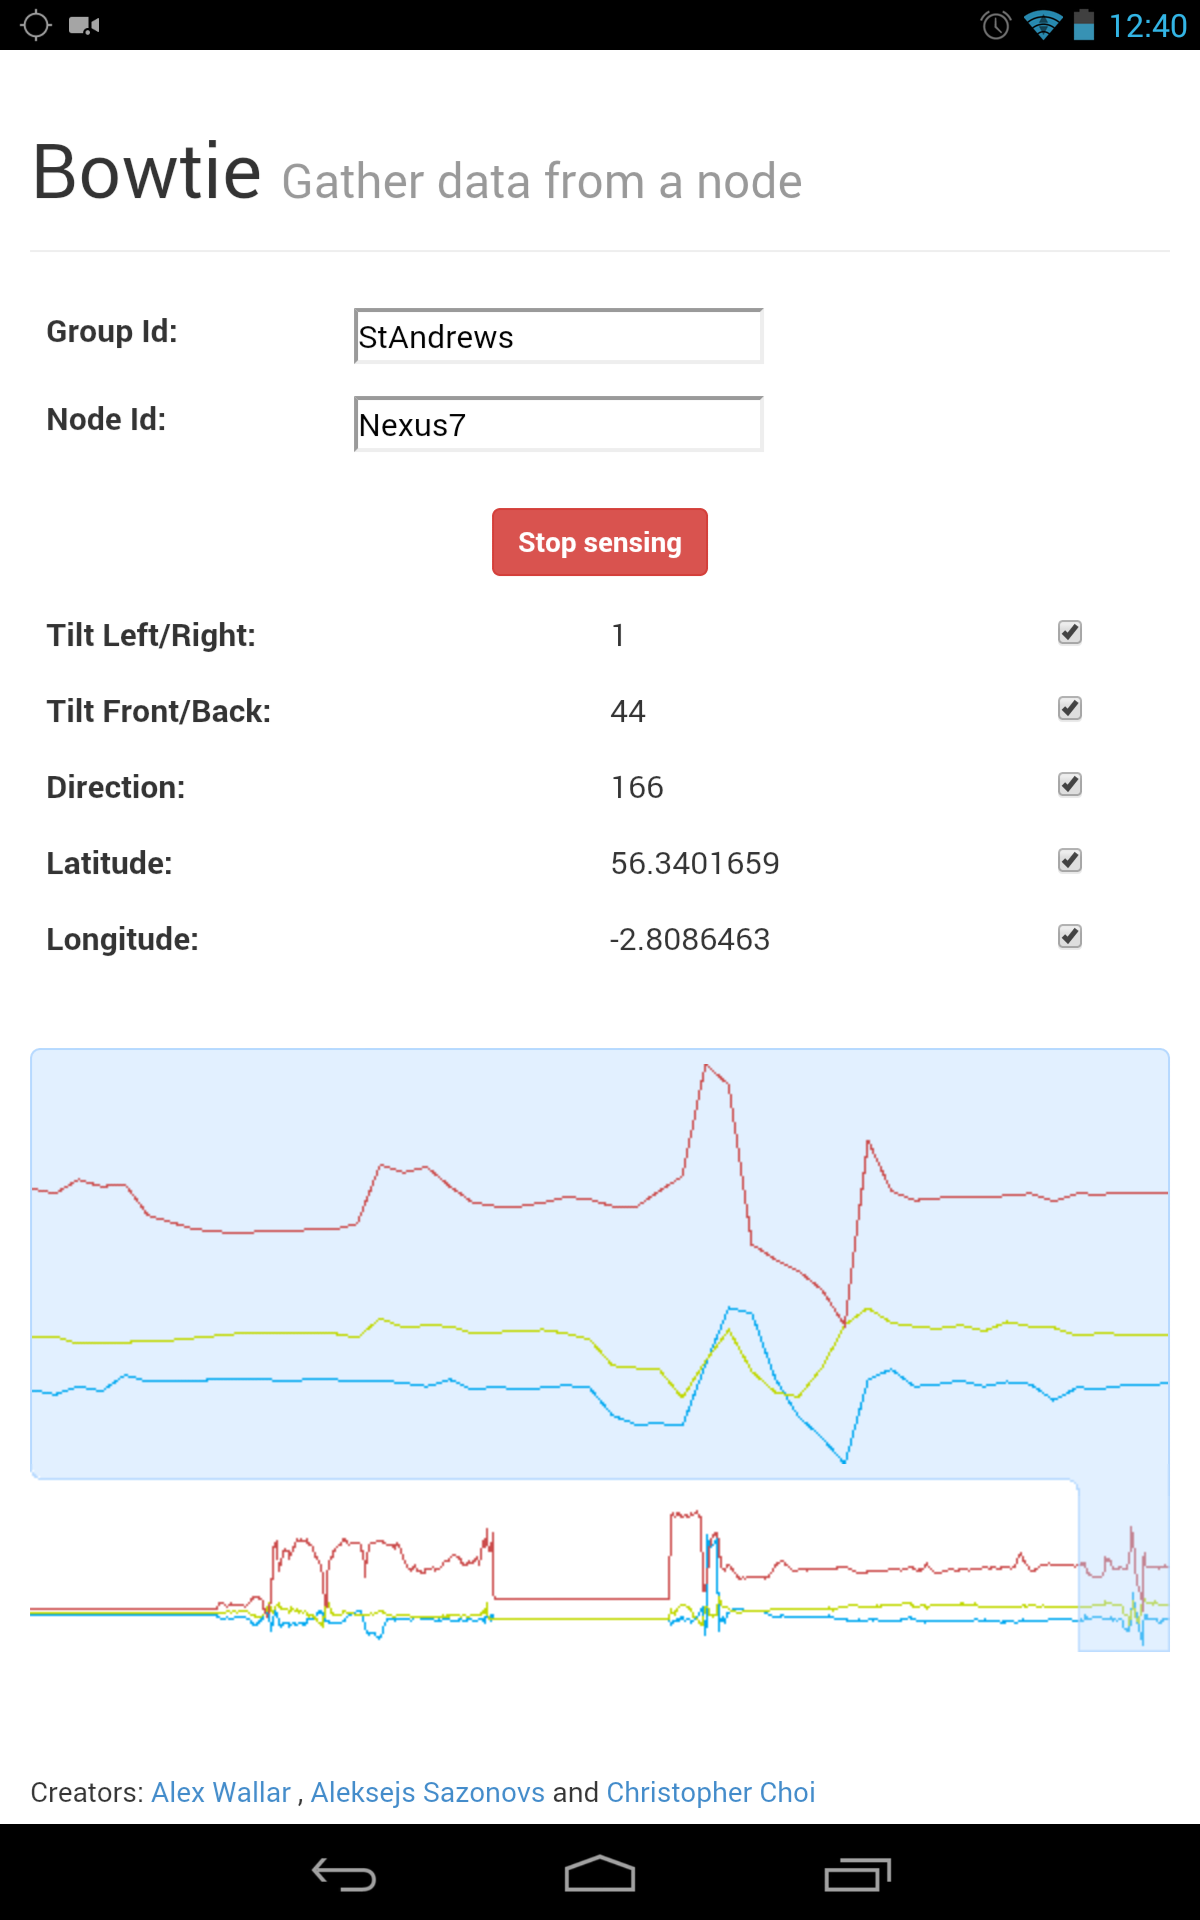 12:40
Bowtie Gather data from a node
Group Id: StAndrews
Node Id: Nexus7
Stop sensing
Tilt Left/Right: 1
Tilt Front/Back: 44
Direction: 166
Latitude: 56.3401659
Longitude: -2.8086463
Creators: Alex Wallar , Aleksejs Sazonovs and Christopher Choi